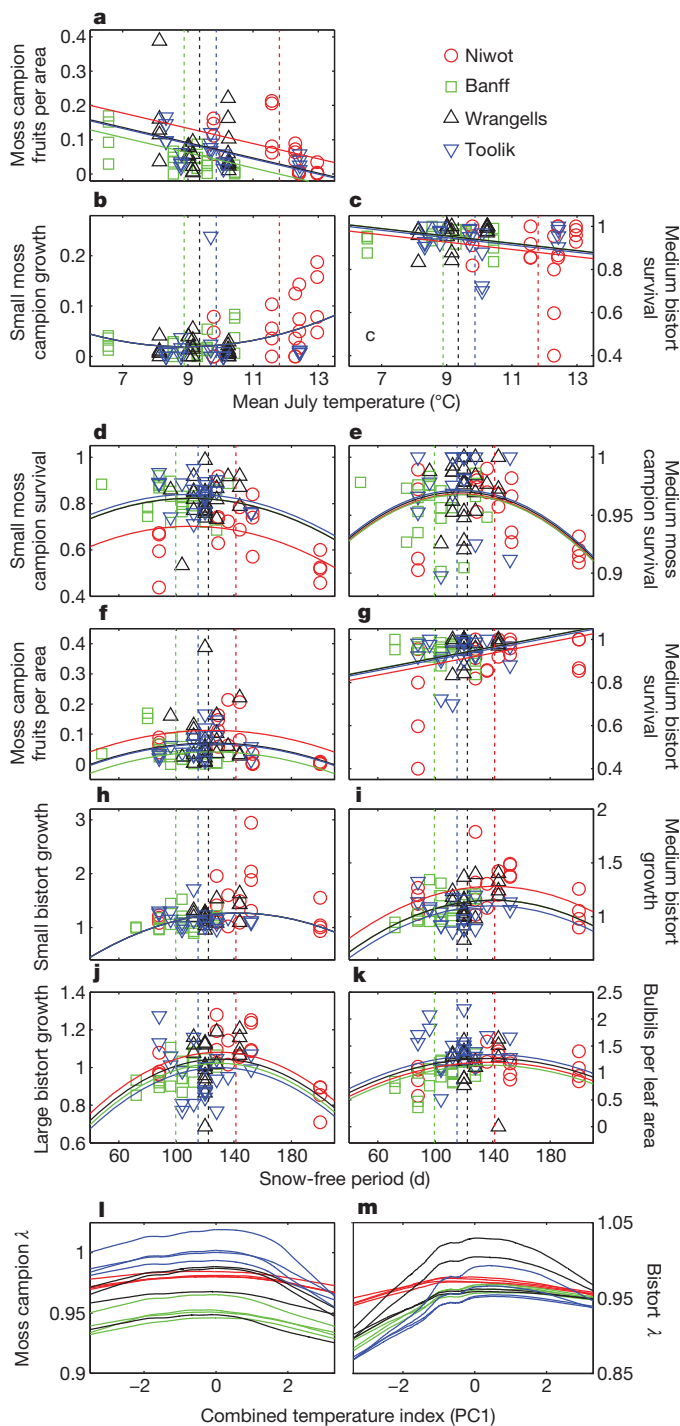 a
0.4
0.3
0.2
0.1
0
Moss campion
fruits per area
Niwot
Banff
Wrangells
Toolik
b
0.2
0.1
0
Small moss
campion growth
c
c
1
0.8
0.6
0.4
Medium bistort
survival
7 9 11 13
7 9 11 13
Mean July temperature (°C)
d
1
0.8
0.6
0.4
Small moss
campion survival
e
1
0.95
0.9
Medium moss
campion survival
f
0.4
0.3
0.2
0.1
0
Moss campion
fruits per area
g
1
0.8
0.6
0.4
Medium bistort
survival
h
3
2
1
Small bistort growth
i
2
1.5
1
Medium bistort
growth
j
1.4
1.2
1
0.8
0.6
Large bistort growth
k
2.5
2
1.5
1
0.5
0
Bulbils per leaf area
60 100 140 180
60 100 140 180
Snow-free period (d)
l
1
0.95
0.9
Moss campion λ
m
1.05
0.95
0.85
Bistort
λ
−2 0 2
−2 0 2
Combined temperature index (PC1)